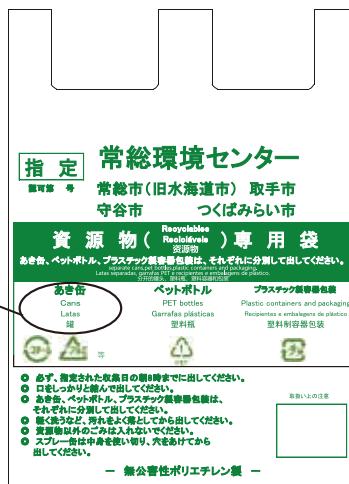 指定
認可第　号
常総環境センター
常総市（旧水海道市）　取手市
守谷市　つくばみらい市
資源物（Recyclables Recicláveis 资源物）専用袋
あき缶、ペットボトル、プラスチック製容器包装は、それぞれに分別して出してください。
separate cans,pet bottles,plastic containers and packaging.
Latas separadas, garrafas PET e recipientes e embalagens de plástico.
あき缶　ペットボトル　プラスチック製容器包装
Cans　PET bottles　Plastic containers and packaging
Latas　Garrafas plásticas　Recipientes e embalagens de plástico
罐　塑料瓶　塑料制容器包装
等
◎ 必ず、指定された収集日の朝8時までに出してください。
◎ 口をしっかりと結んで出してください。
◎ あき缶、ペットボトル、プラスチック製容器包装は、
それぞれに分別して出してください。
◎ 軽く洗うなど、汚れをよく落としてから出してください。
◎ 資源物以外のごみは入れないでください。
◎ スプレー缶は中身を使い切り、穴をあけてから
出してください。
取扱い上の注意
― 無公害性ポリエチレン製 ―